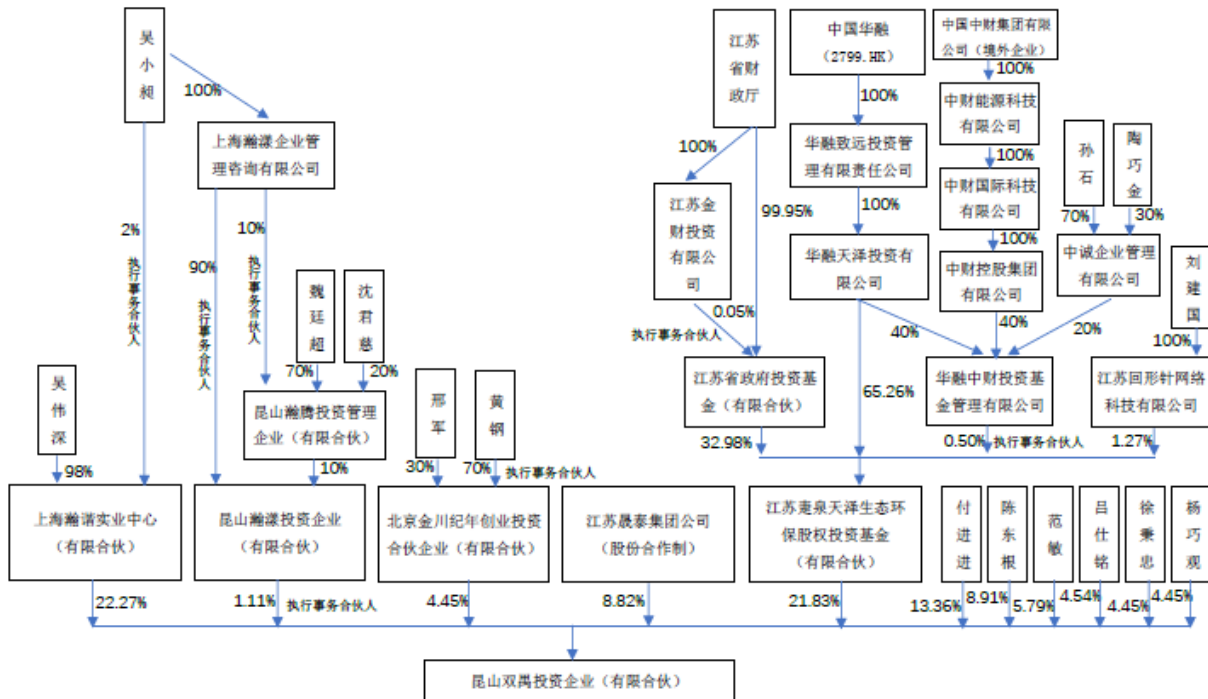 吴小昶
江苏省财政厅
中国华融
（2799.HK）
中国中财集团有限
公司（境外企业）
100%
100%
100%
上海瀚漾企业管
理咨询有限公司
100%
华融致远投资管
理有限责任公司
中财能源科技
有限公司
孙石
陶巧金
100%
江苏金财投资有限公司
99.95%
100%
中财国际科技
有限公司
70%
30%
2%
执行事务合伙人
10%
执行事务合伙人
90%
执行事务合伙人
华融天泽投资有
限公司
100%
中财控股集团
有限公司
中诚企业管理
有限公司
刘建国
魏廷超
沈君慈
0.05%
执行事务合伙人
40%
40%
20%
100%
吴伟深
70%
20%
江苏省政府投资基
金（有限合伙）
65.26%
华融中财投资基
金管理有限公司
江苏回形针网络
科技有限公司
昆山瀚腾投资管理
企业（有限合伙）
邢军
黄钢
32.98%
0.50%
执行事务合伙人
1.27%
98%
10%
30%
70%
执行事务合伙人
上海瀚谐实业中心
（有限合伙）
昆山瀚漾投资企业
（有限合伙）
北京金川纪年创业投资
合伙企业（有限合伙）
江苏晟泰集团公司
（股份合作制）
江苏疌泉天泽生态环
保股权投资基金
（有限合伙）
付进进
陈东根
范敏
吕仕铭
徐秉忠
杨巧观
22.27%
1.11%
执行事务合伙人
4.45%
8.82%
21.83%
13.36%
8.91%
5.79%
4.54%
4.45%
4.45%
昆山双禺投资企业（有限合伙）